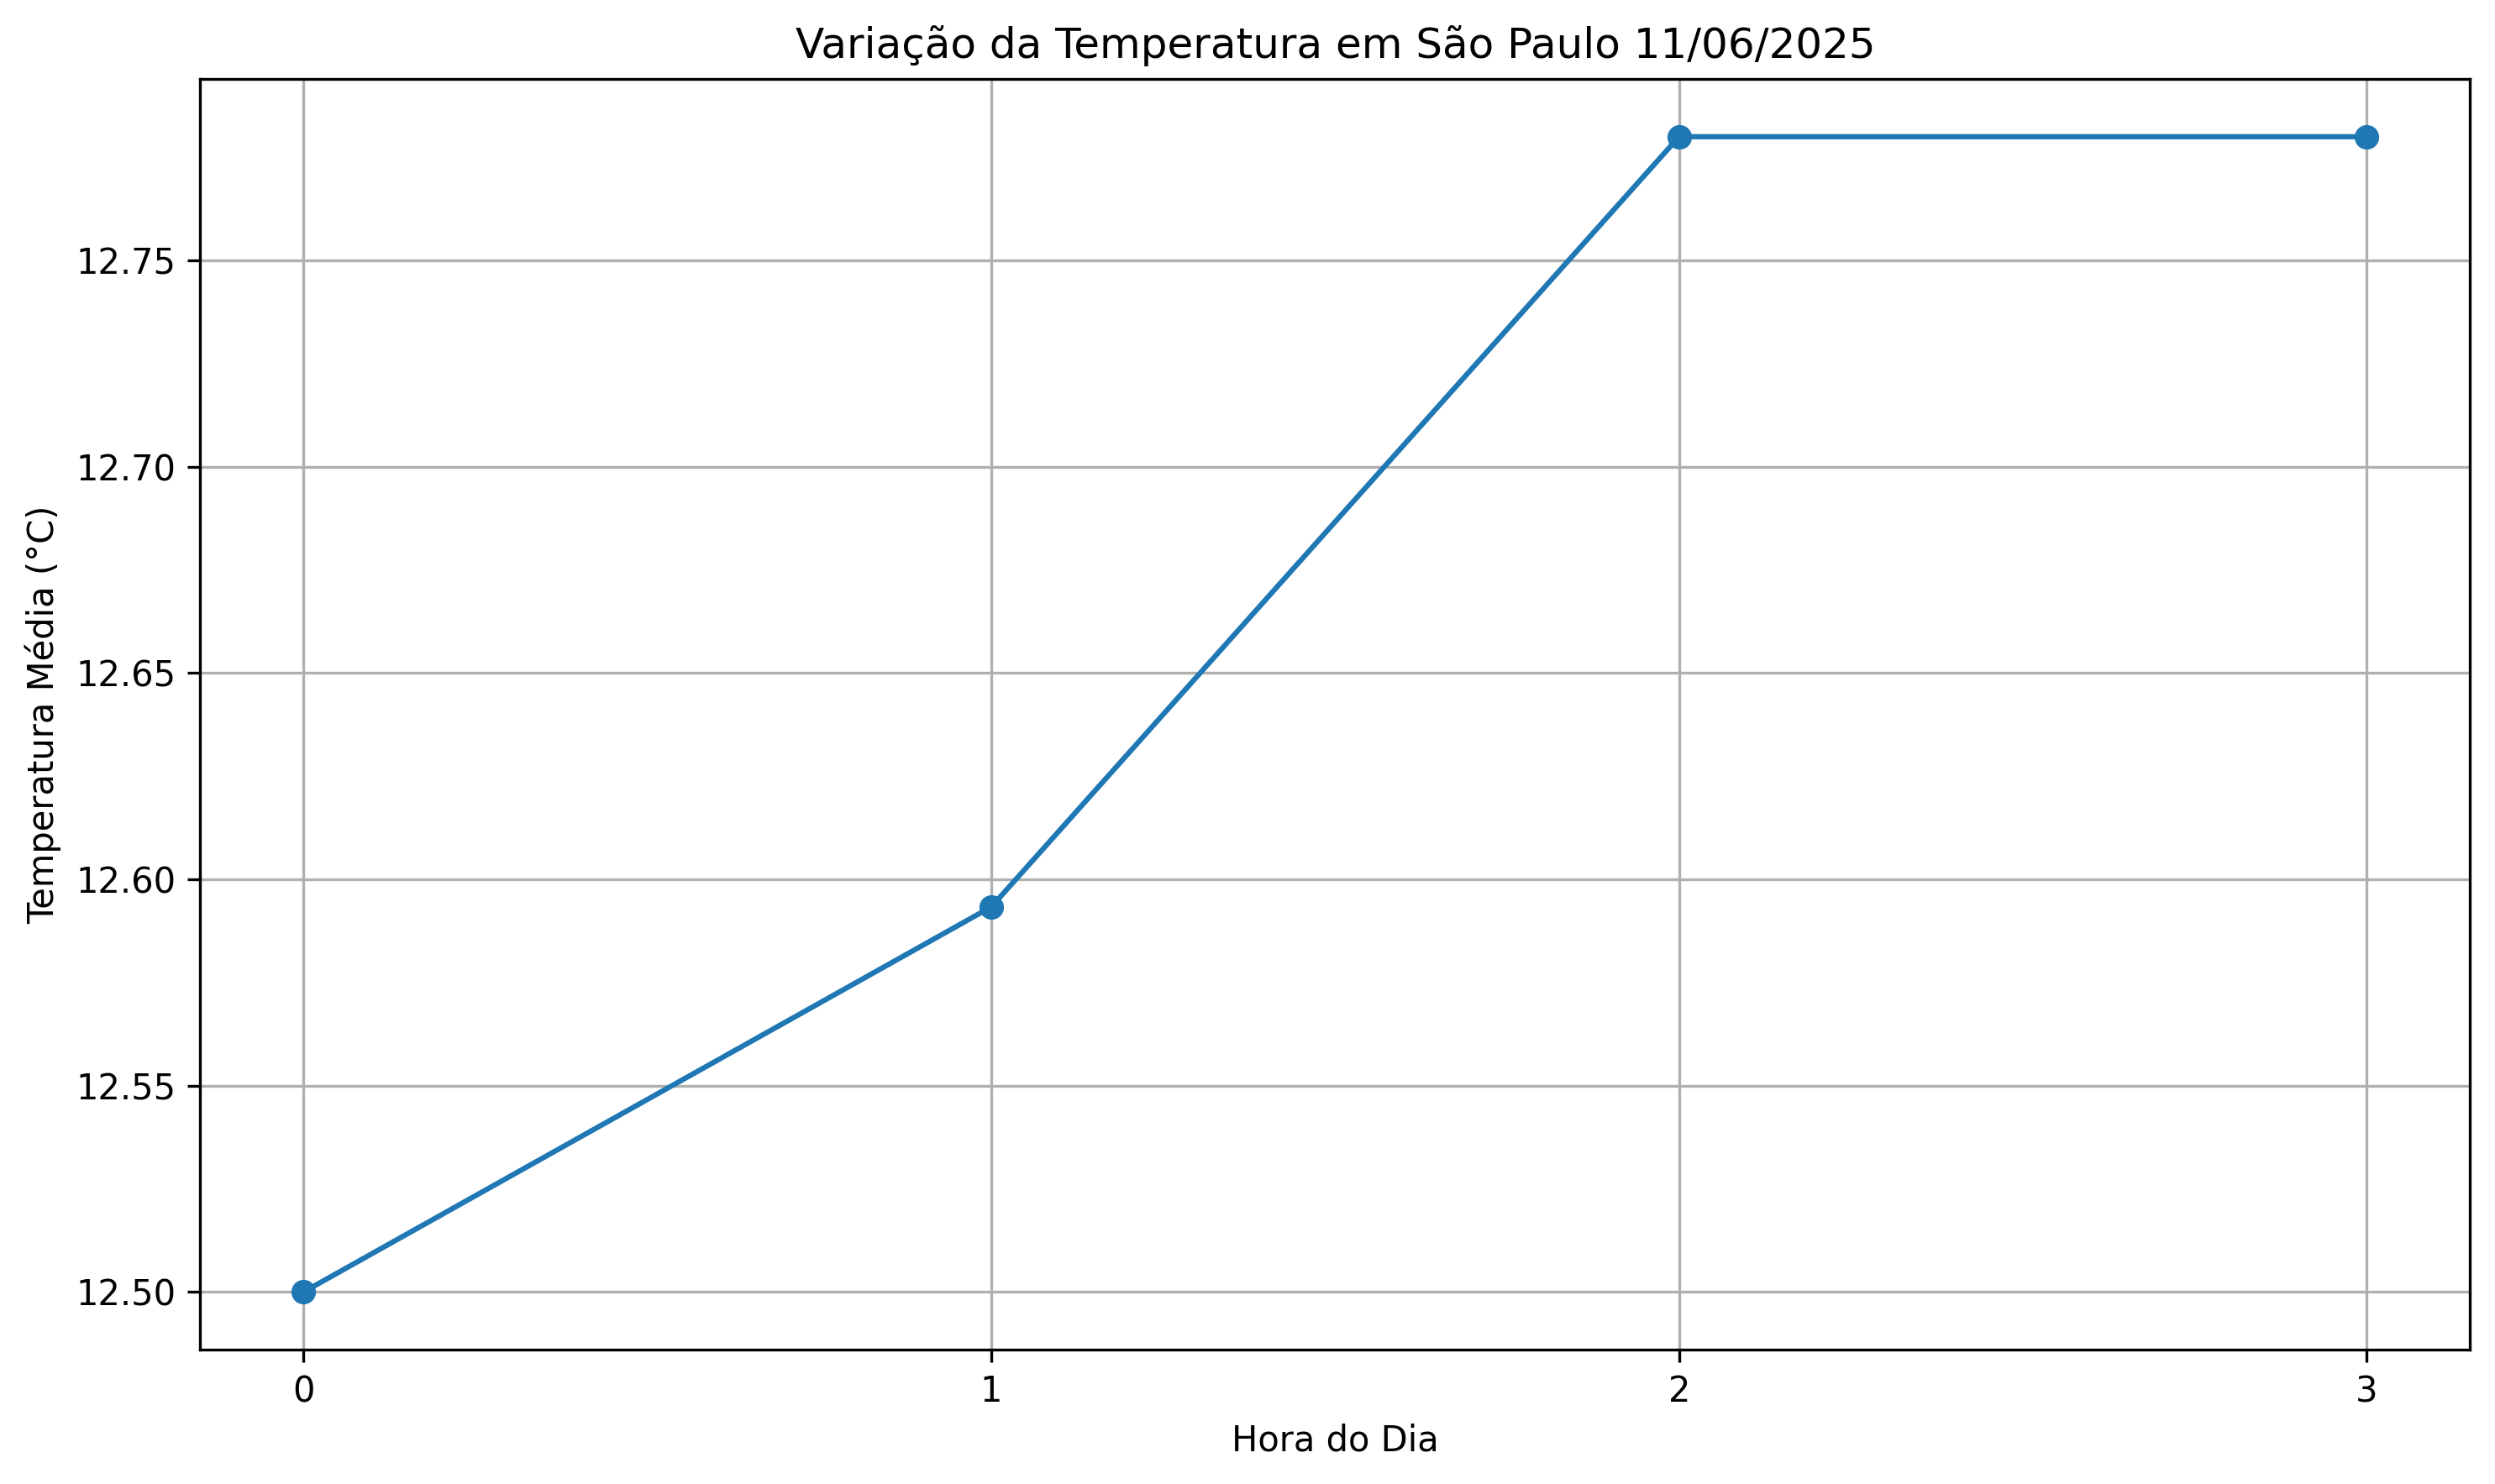 Variação da Temperatura em São Paulo 11/06/2025
Temperatura Média (°C)
12.75
12.70
12.65
12.60
12.55
12.50
0 1 2 3
Hora do Dia